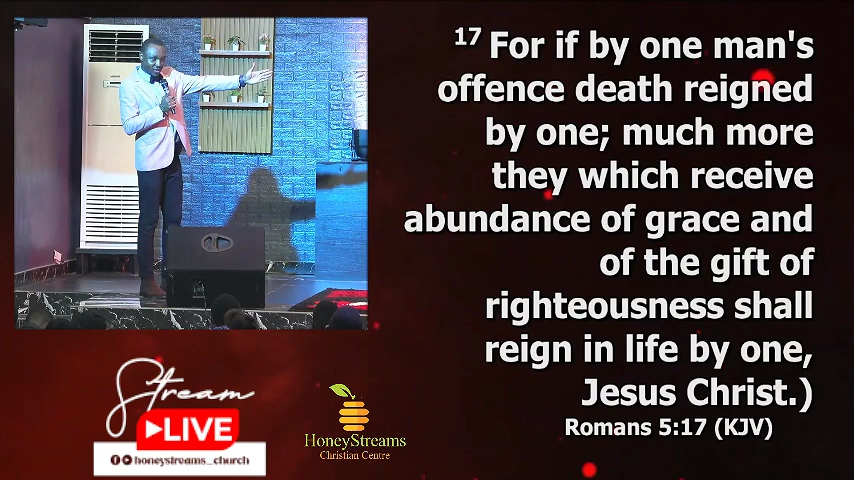 17 For if by one man's
offence death reigned
by one; much more
they which receive
abundance of grace and
of the gift of
righteousness shall
reign in life by one,
Jesus Christ.)
Romans 5:17 (KJV)
Stream
LIVE
honeystreams_church
HoneyStreams
Christian Centre